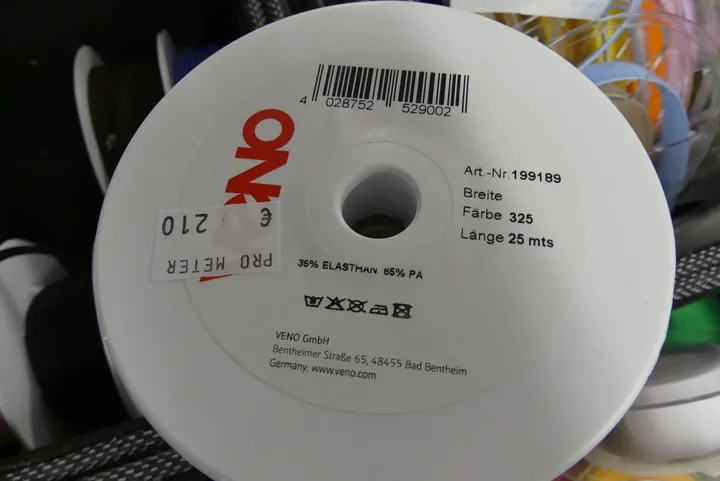 4 028752 529002
VENO
Art.-Nr. 199189
Breite
Färbe 325
Länge 25 mts
€ 210
PRO METER
35% ELASTHAN 65% PA
VENO GmbH
Bentheimer Straße 65, 48455 Bad Bentheim
Germany, www.veno.com